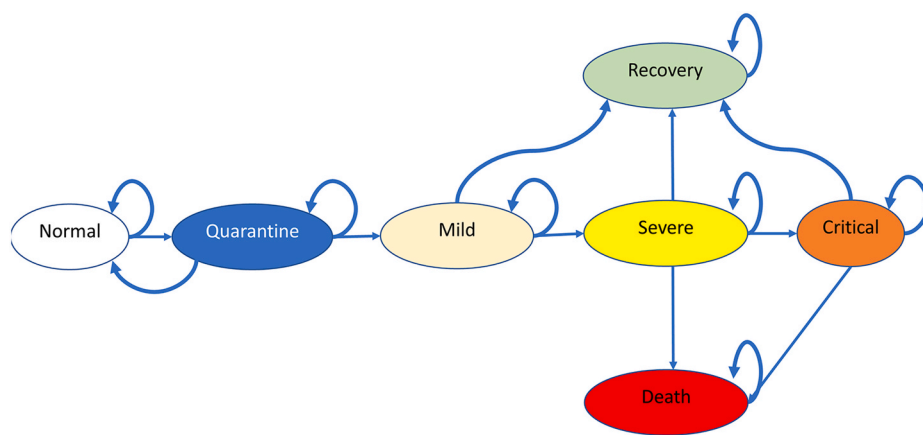 Recovery
Normal
Quarantine
Mild
Severe
Critical
Death